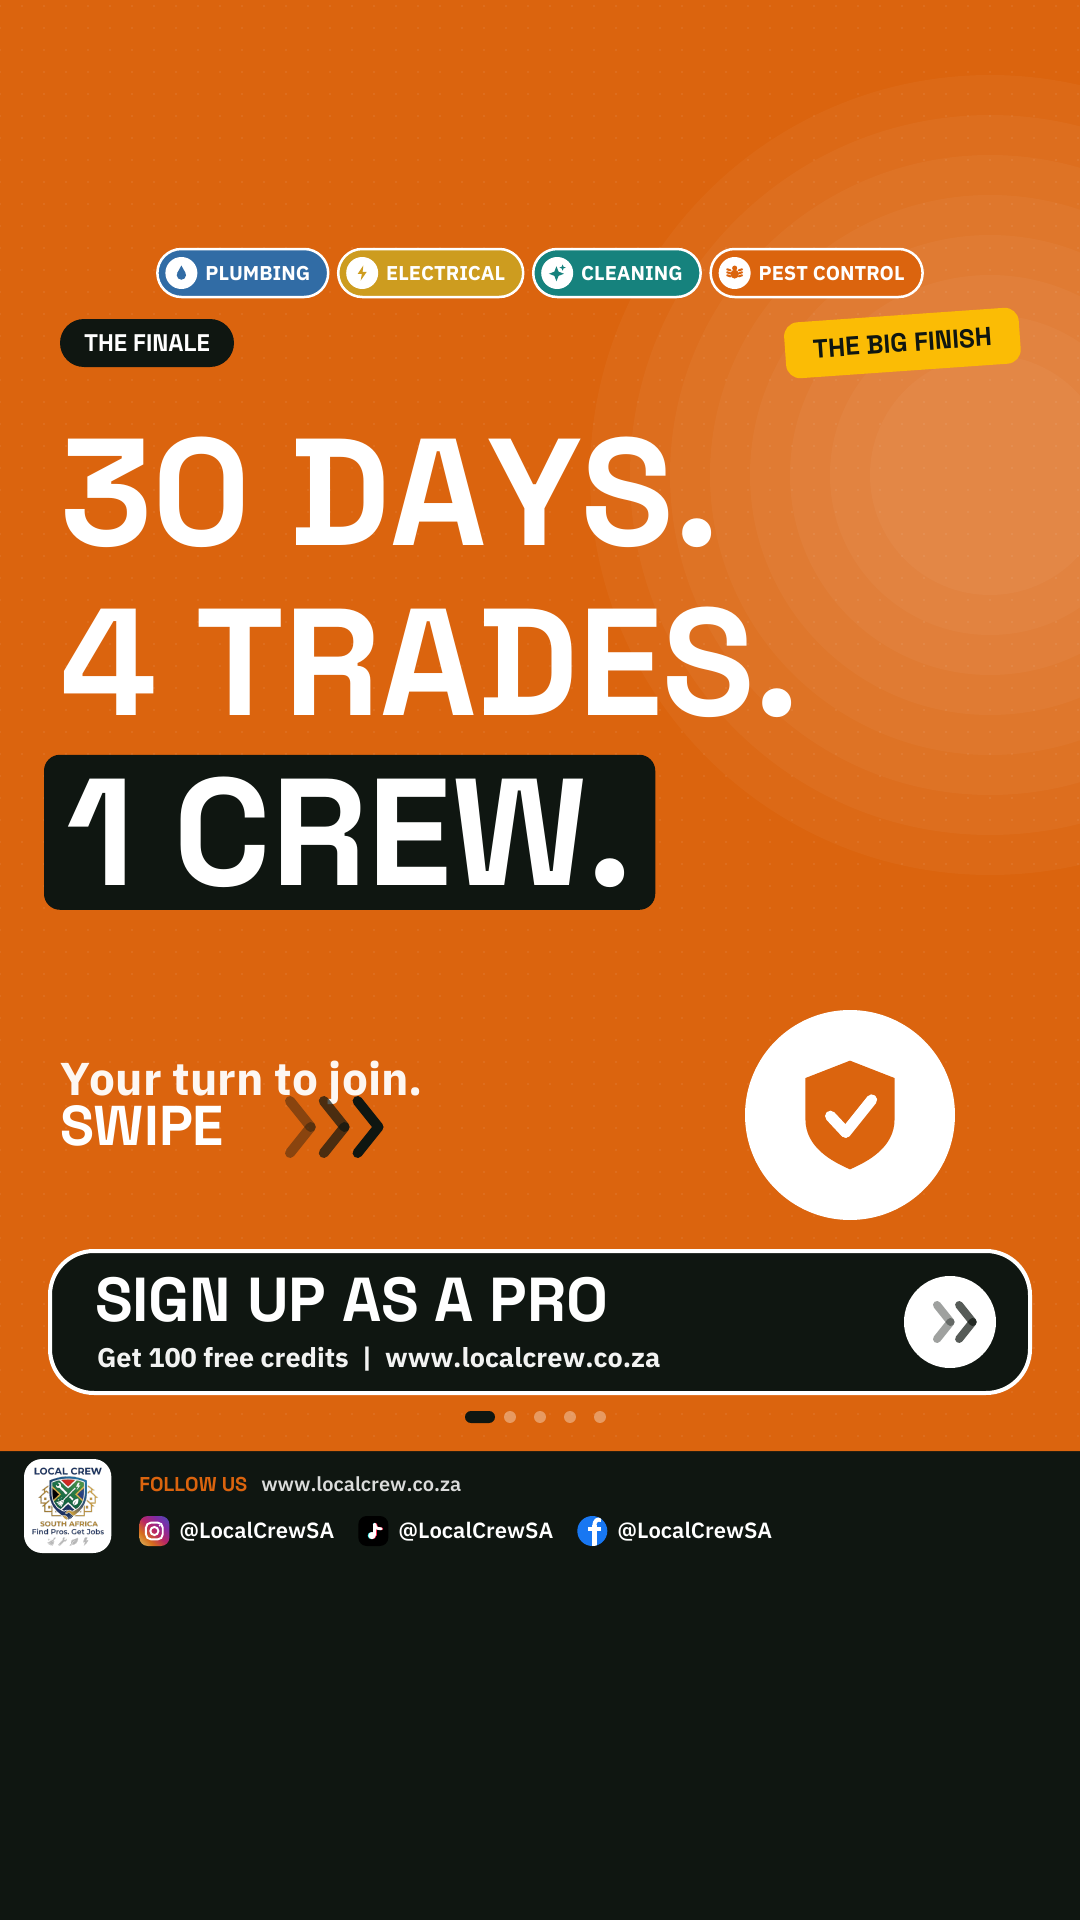 PLUMBING ELECTRICAL CLEANING PEST CONTROL
THE FINALE
THE BIG FINISH
30 DAYS.
4 TRADES.
1 CREW.
Your turn to join.
SWIPE
SIGN UP AS A PRO
Get 100 free credits | www.localcrew.co.za
LOCAL CREW
SOUTH AFRICA
Find Pros. Get Jobs
FOLLOW US www.localcrew.co.za
@LocalCrewSA @LocalCrewSA @LocalCrewSA